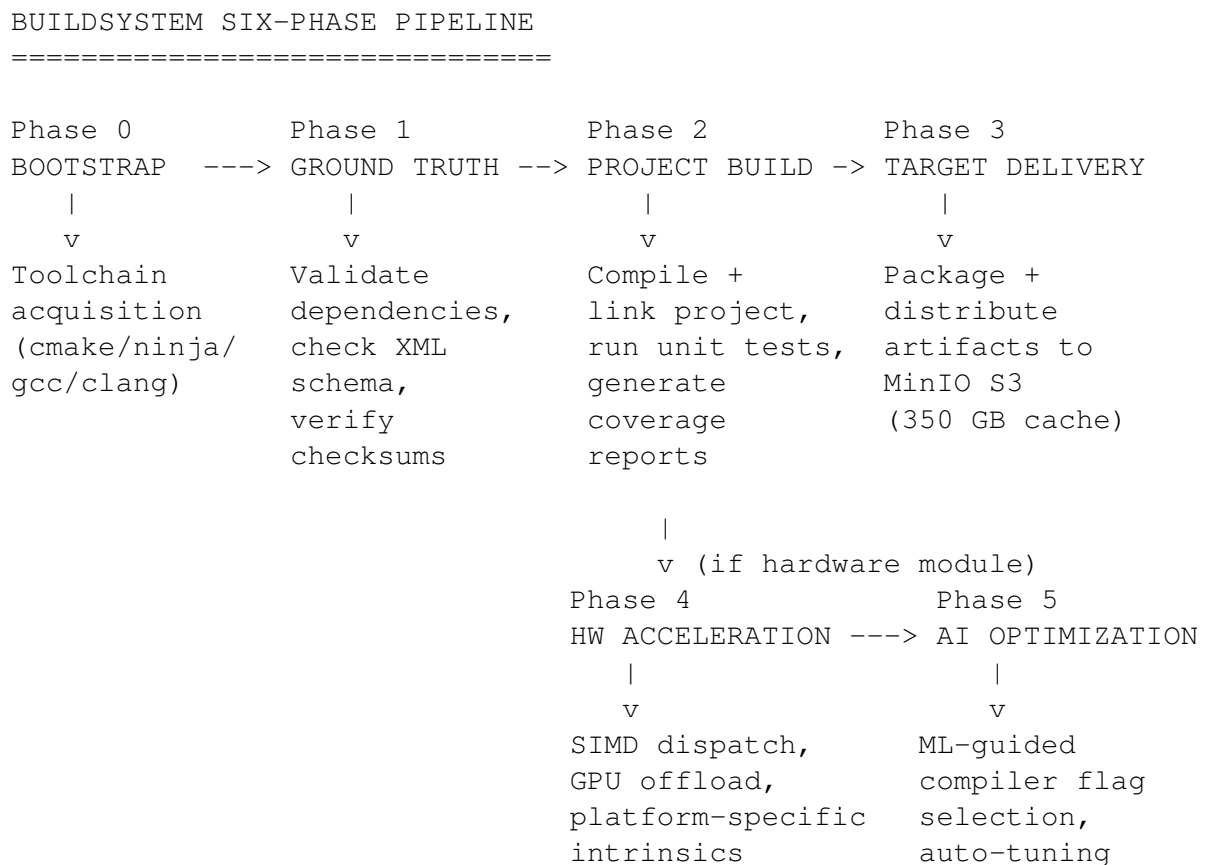 BUILDSYSTEM SIX-PHASE PIPELINE
===============================
Phase 0         Phase 1          Phase 2          Phase 3
BOOTSTRAP  ---> GROUND TRUTH --> PROJECT BUILD -> TARGET DELIVERY
   |               |                |                |
   v               v                v                v
Toolchain       Validate         Compile +        Package +
acquisition     dependencies,    link project,    distribute
(cmake/ninja/   check XML        run unit tests,  artifacts to
gcc/clang)      schema,          generate         MinIO S3
                verify           coverage         (350 GB cache)
                checksums        reports
                                     |
                                     v (if hardware module)
                                Phase 4             Phase 5
                                HW ACCELERATION ---> AI OPTIMIZATION
                                   |                    |
                                   v                    v
                                SIMD dispatch,      ML-guided
                                GPU offload,        compiler flag
                                platform-specific   selection,
                                intrinsics          auto-tuning